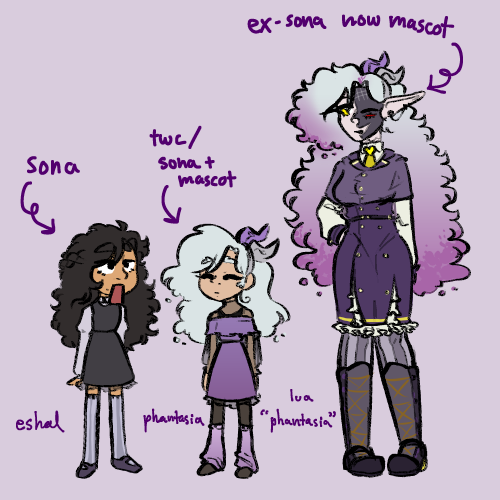 ex-sona now mascot
twc/
sona +
mascot
sona
eshal
phantasia
lua
"phantasia"